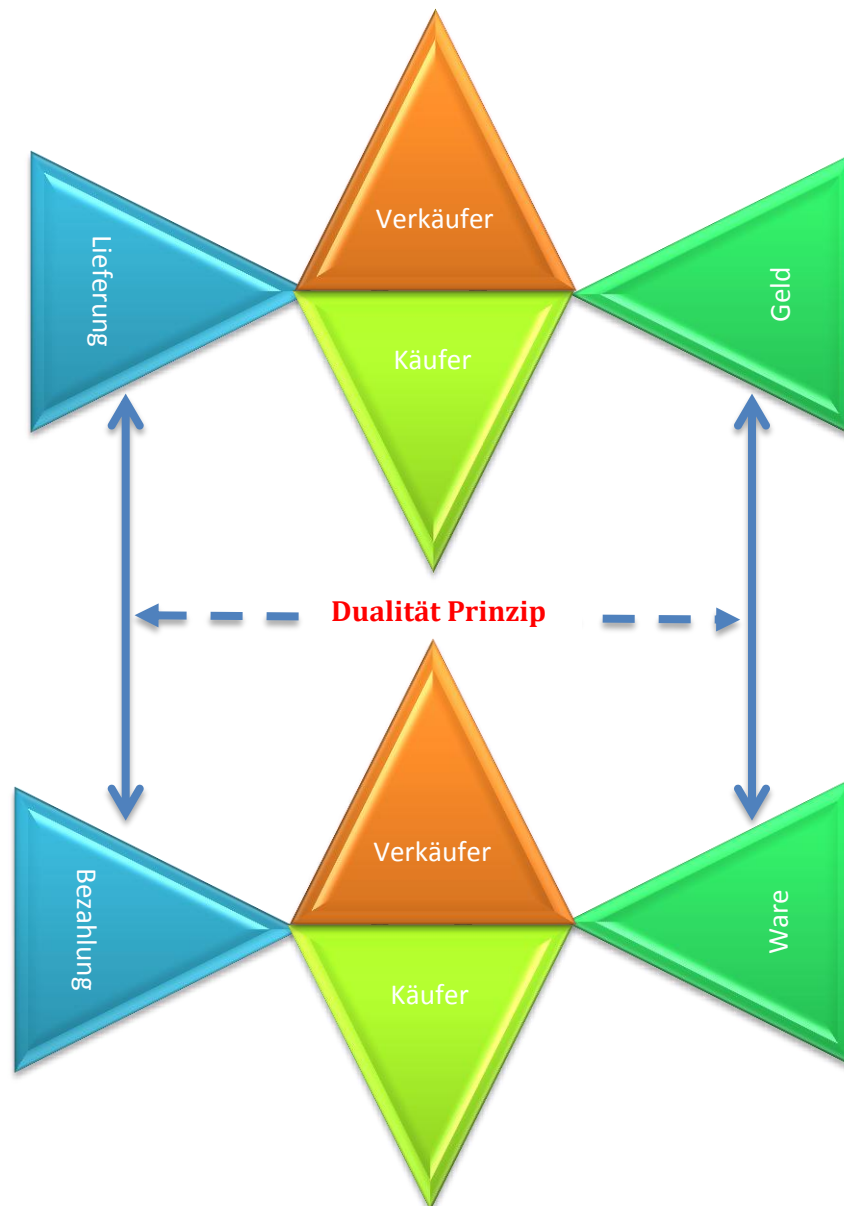 Verkäufer
Lieferung
Geld
Käufer
Dualität Prinzip
Verkäufer
Bezahlung
Ware
Käufer